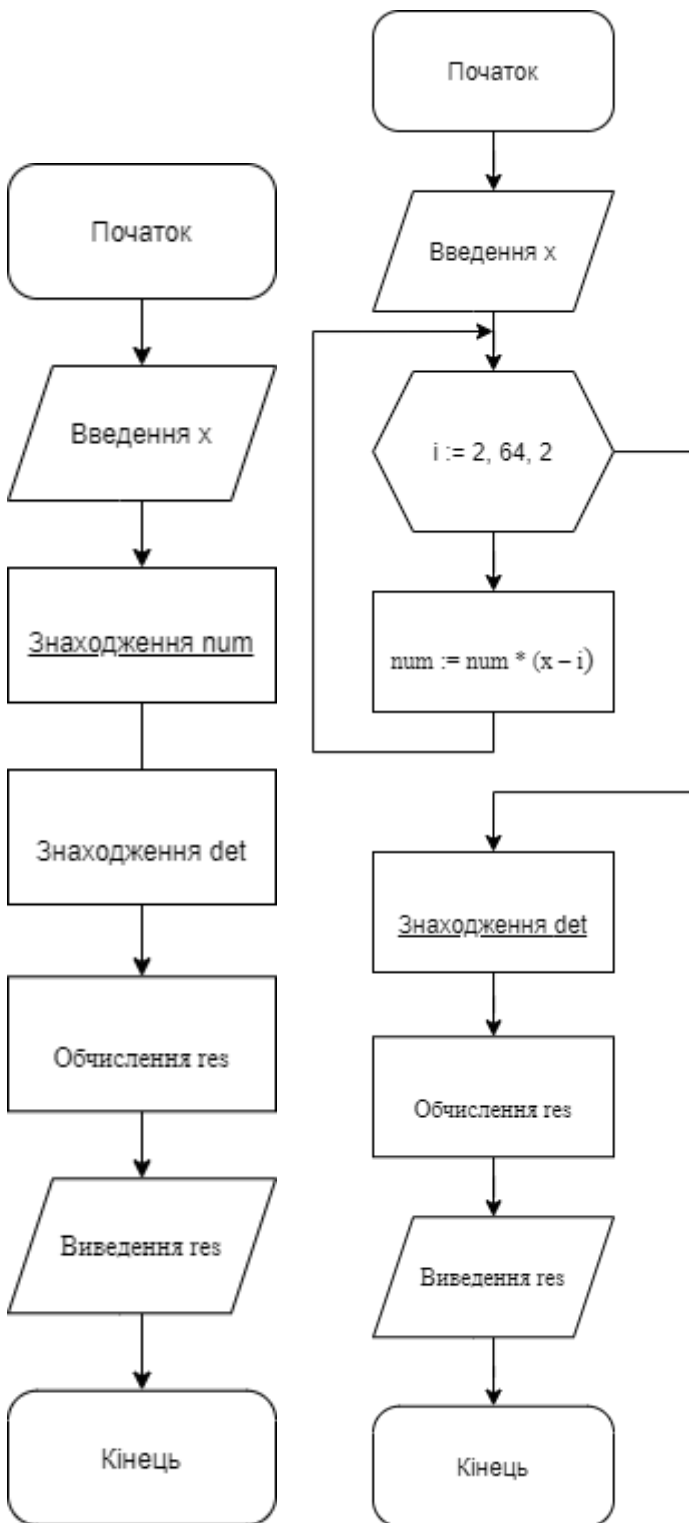 Початок
Введення x
Знаходження num
Знаходження det
Обчислення res
Виведення res
Кінець
Початок
Введення x
i := 2, 64, 2
num := num * (x – i)
Знаходження det
Обчислення res
Виведення res
Кінець